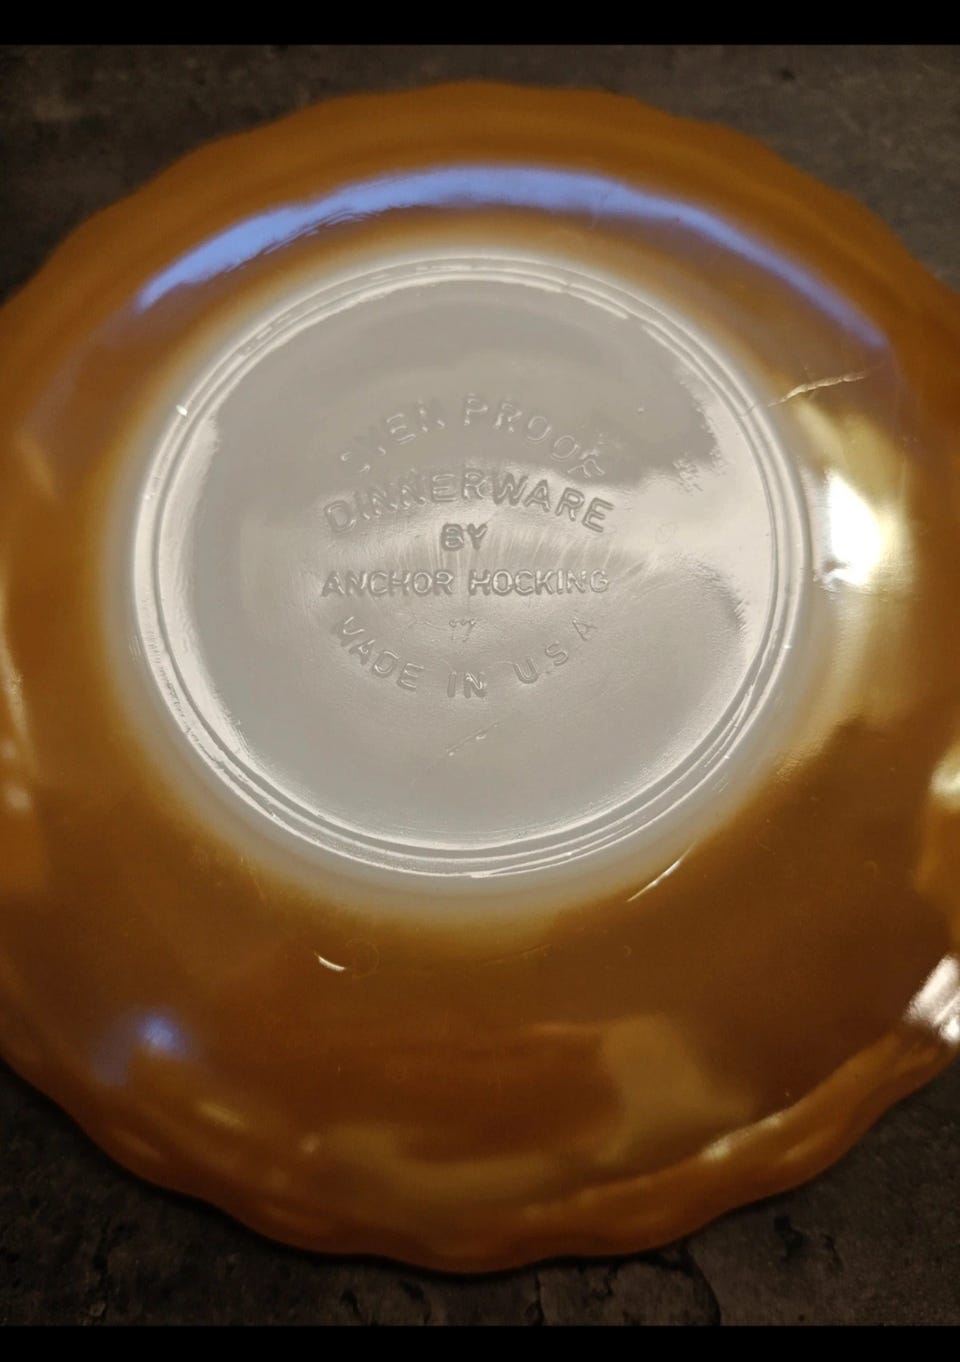 OVEN PROOF
DINNERWARE
BY
ANCHOR HOCKING
MADE IN U.S.A